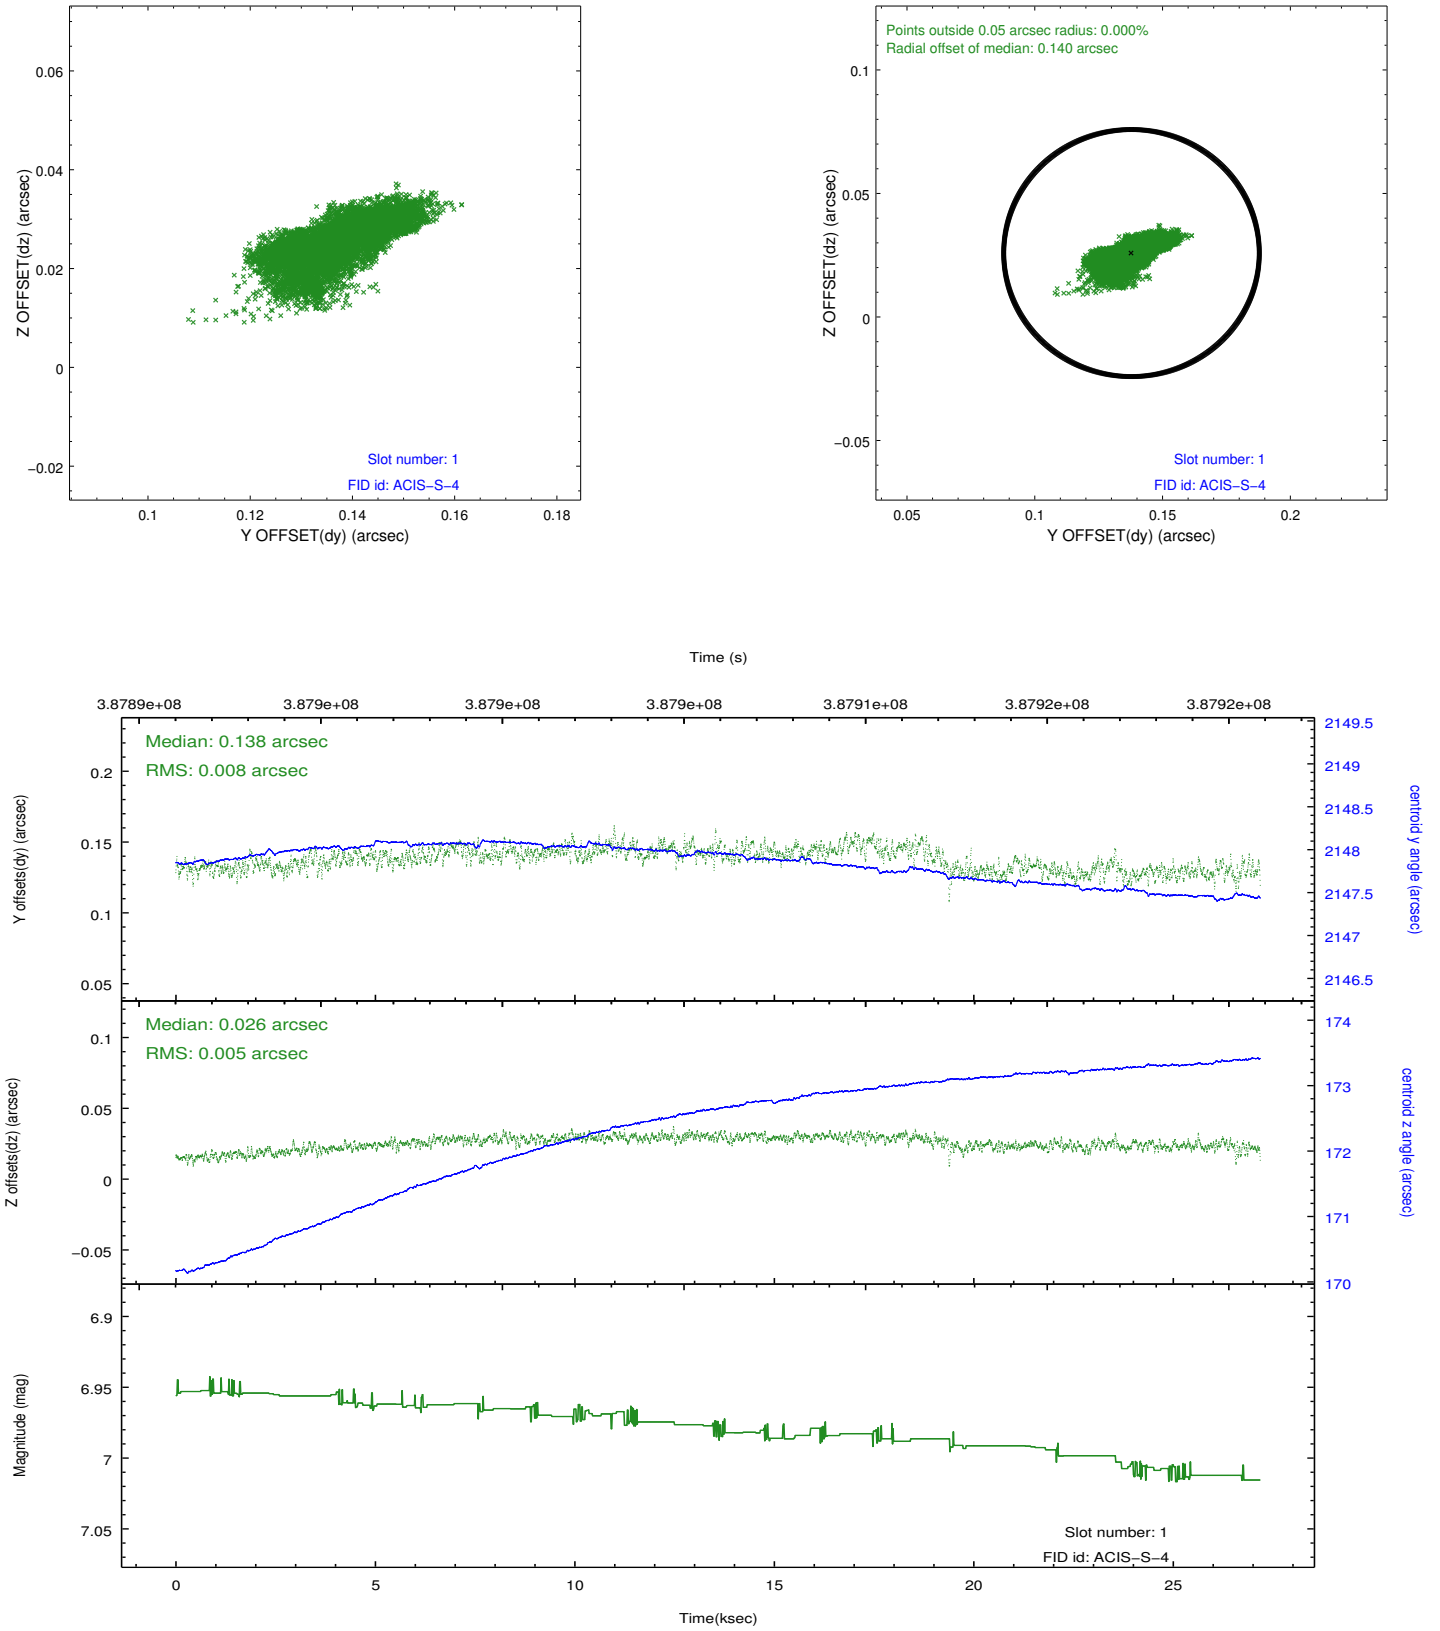 0.06
0.04
0.02
0
−0.02
Z OFFSET(dz) (arcsec)
Slot number: 1
FID id: ACIS−S−4
0.1 0.12 0.14 0.16 0.18
Y OFFSET(dy) (arcsec)
Points outside 0.05 arcsec radius: 0.000%
Radial offset of median: 0.140 arcsec
0.1
0.05
0
−0.05
Z OFFSET(dz) (arcsec)
Slot number: 1
FID id: ACIS−S−4
0.05 0.1 0.15 0.2
Y OFFSET(dy) (arcsec)
Time (s)
3.8789e+08 3.879e+08 3.879e+08 3.879e+08 3.8791e+08 3.8792e+08 3.8792e+08
Median: 0.138 arcsec
RMS: 0.008 arcsec
0.2
0.15
0.1
0.05
Y offsets(dy) (arcsec)
2149.5
2149
2148.5
2148
2147.5
2147
2146.5
centroid y angle (arcsec)
Median: 0.026 arcsec
RMS: 0.005 arcsec
0.1
0.05
0
−0.05
Z offsets(dz) (arcsec)
174
173
172
171
170
centroid z angle (arcsec)
6.9
6.95
7
7.05
Magnitude (mag)
Slot number: 1
FID id: ACIS−S−4
0 5 10 15 20 25
Time(ksec)